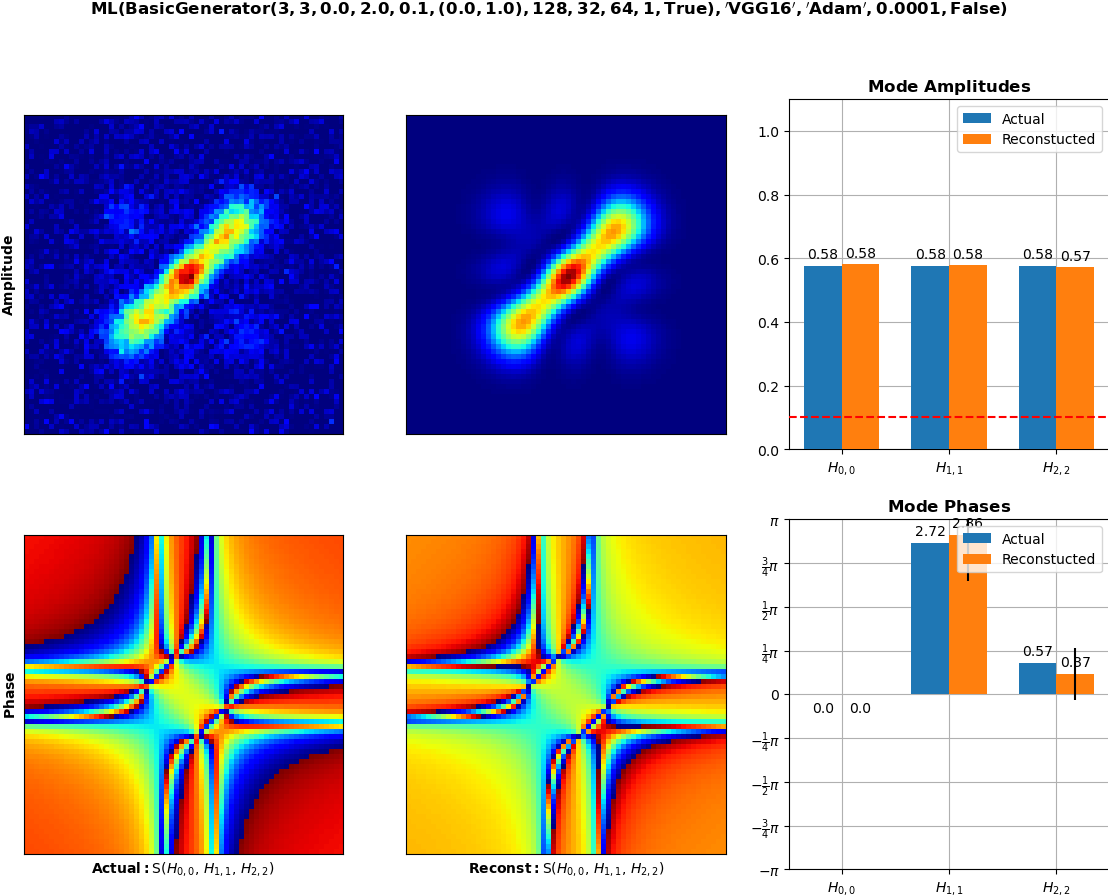 ML(BasicGenerator(3, 3, 0.0, 2.0, 0.1, (0.0, 1.0), 128, 32, 64, 1, True), ′VGG16′, ′Adam′, 0.0001, False)
Amplitude
Mode Amplitudes
Actual
Reconstucted
1.0
0.8
0.6
0.4
0.2
0.0
0.58 0.58 0.58 0.58 0.58 0.57
H0,0 H1,1 H2,2
Phase
Actual: S(H0,0, H1,1, H2,2)
Reconst: S(H0,0, H1,1, H2,2)
Mode Phases
Actual
Reconstucted
π
3/4π
1/2π
1/4π
0
−1/4π
−1/2π
−3/4π
−π
0.0 0.0 2.72 2.86 0.57 0.37
H0,0 H1,1 H2,2